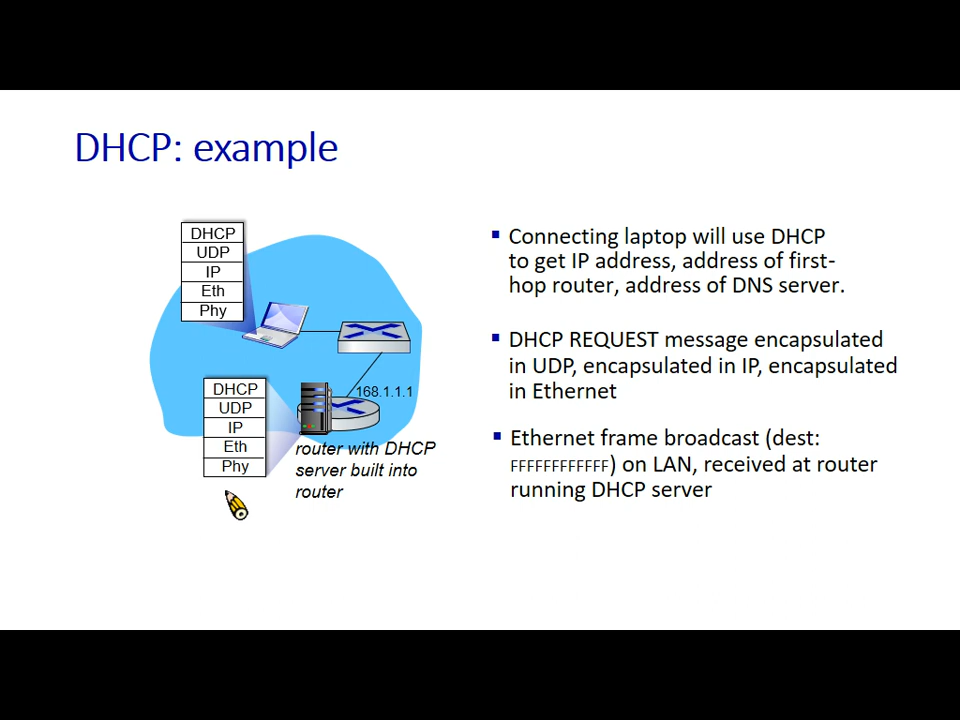 DHCP: example
DHCP
UDP
IP
Eth
Phy
DHCP
UDP
IP
Eth
Phy
168.1.1.1
router with DHCP
server built into
router
▪ Connecting laptop will use DHCP
to get IP address, address of first-
hop router, address of DNS server.
▪ DHCP REQUEST message encapsulated
in UDP, encapsulated in IP, encapsulated
in Ethernet
▪ Ethernet frame broadcast (dest:
FFFFFFFFFFFF) on LAN, received at router
running DHCP server